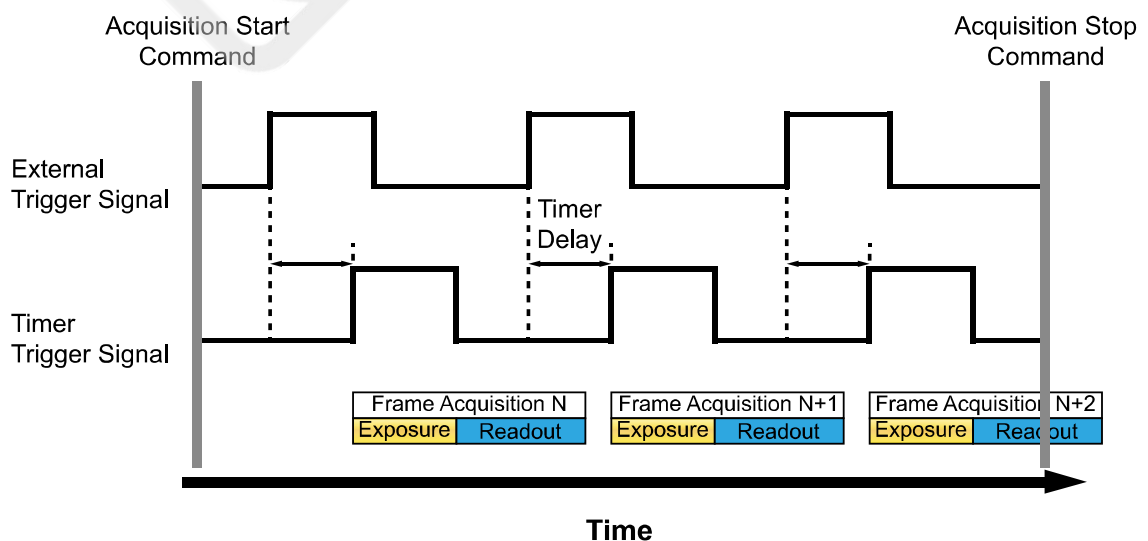 Acquisition Start
Command
Acquisition Stop
Command
External
Trigger Signal
Timer
Delay
Timer
Trigger Signal
Frame Acquisition N
Frame Acquisition N+1
Frame Acquisition N+2
Exposure
Readout
Exposure
Readout
Exposure
Readout
Time